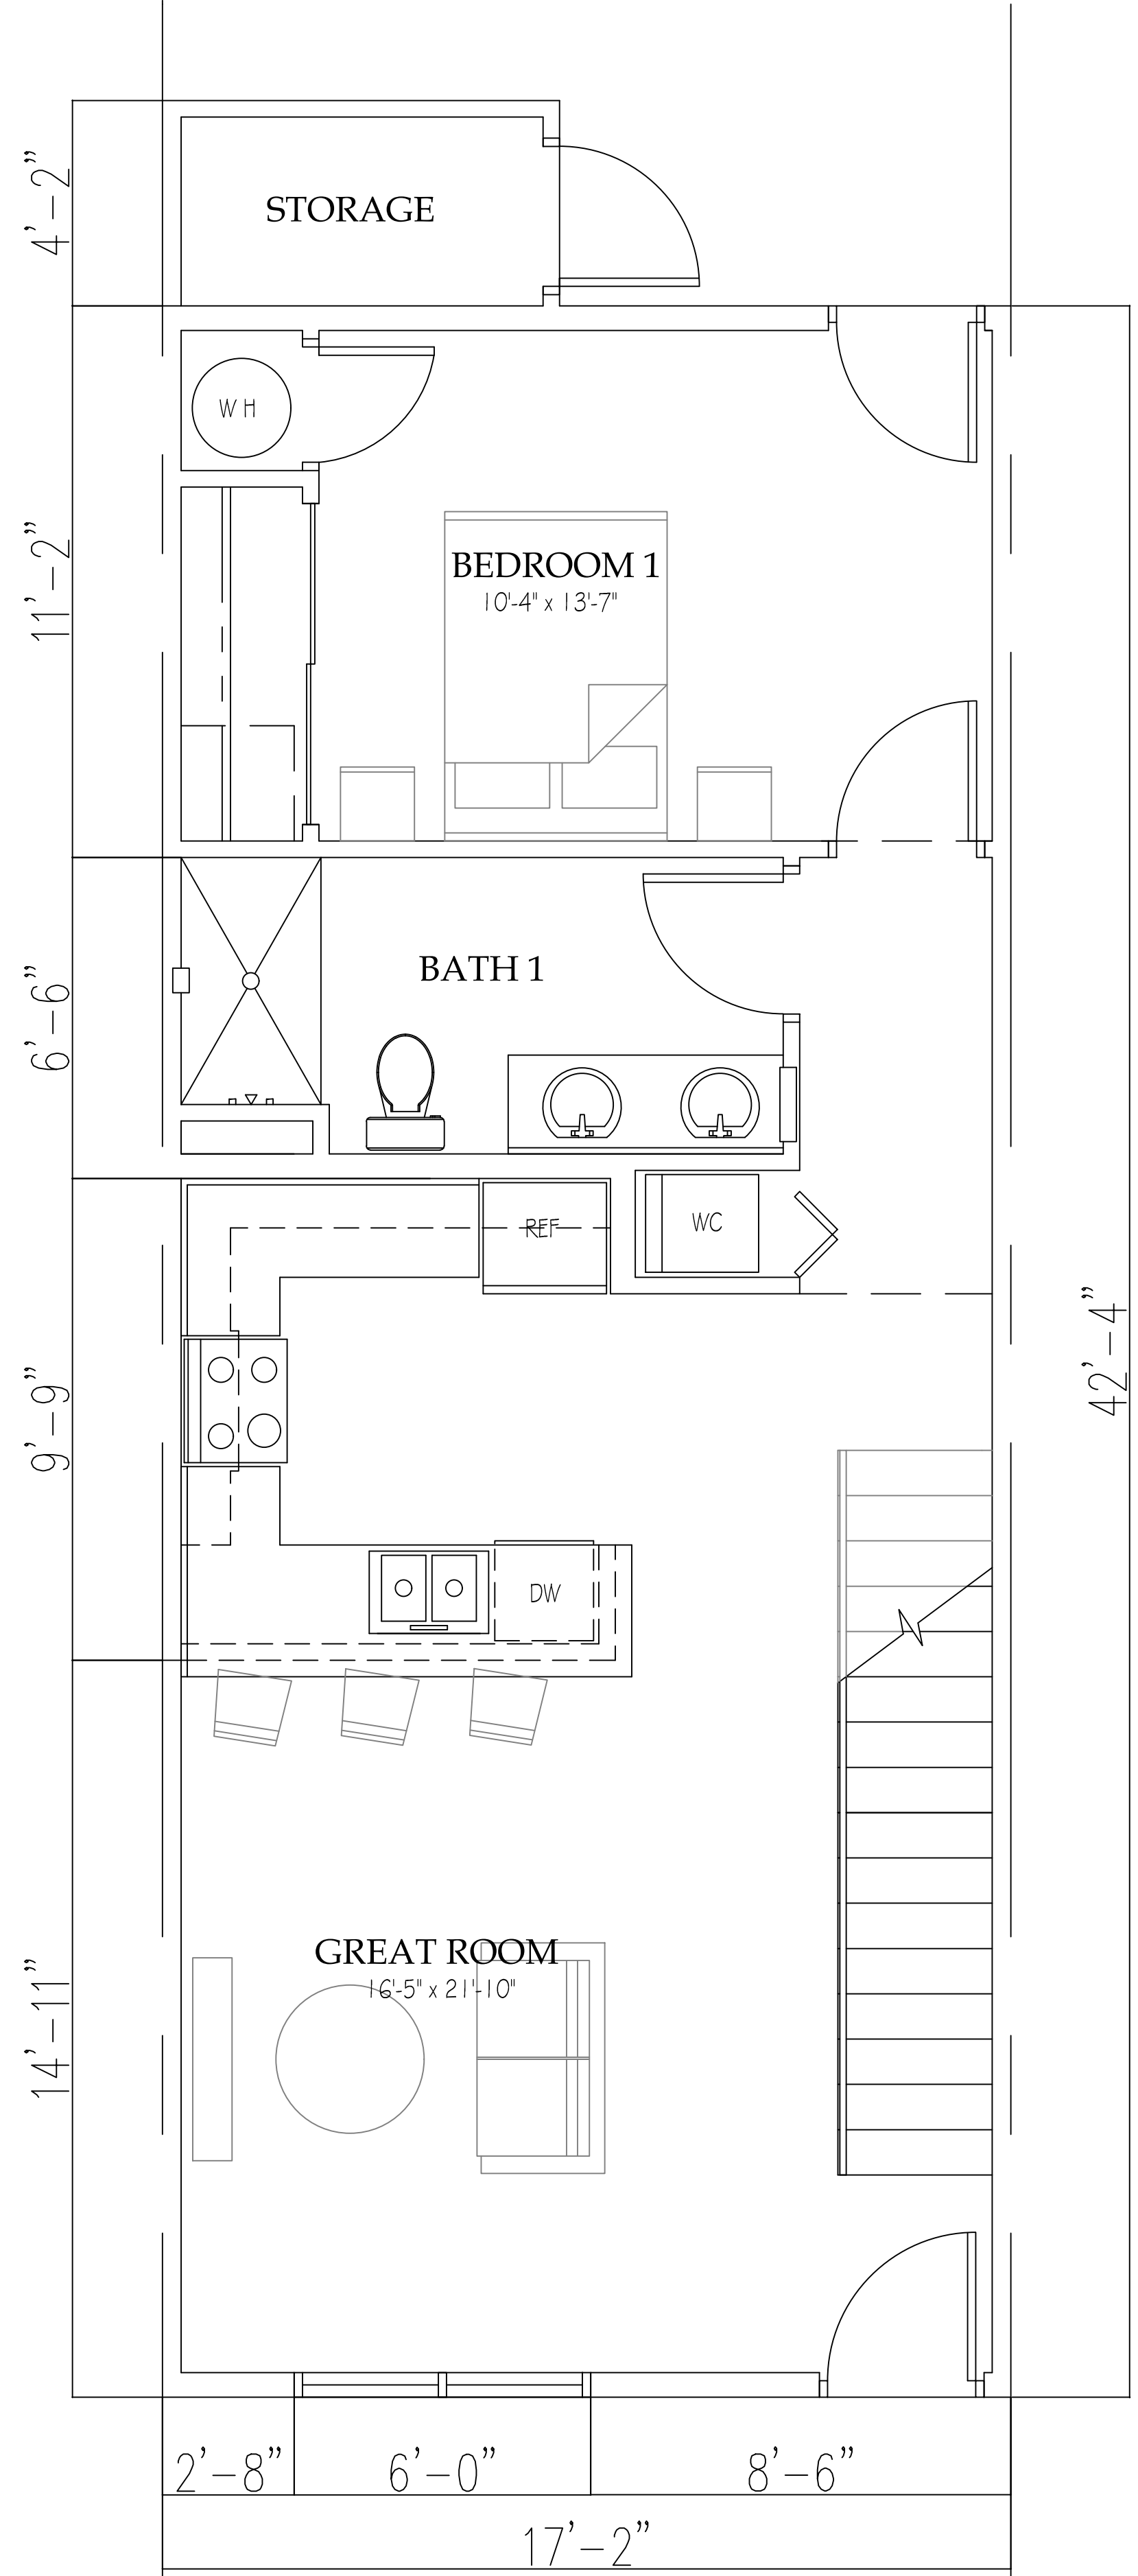 4'-2"
STORAGE
WH
11'-2"
BEDROOM 1
10'-4" x 13'-7"
6'-6"
BATH 1
REF
WC
42'-4"
9'-9"
DW
14'-11"
GREAT ROOM
16'-5" x 21'-10"
2'-8"
6'-0"
8'-6"
17'-2"